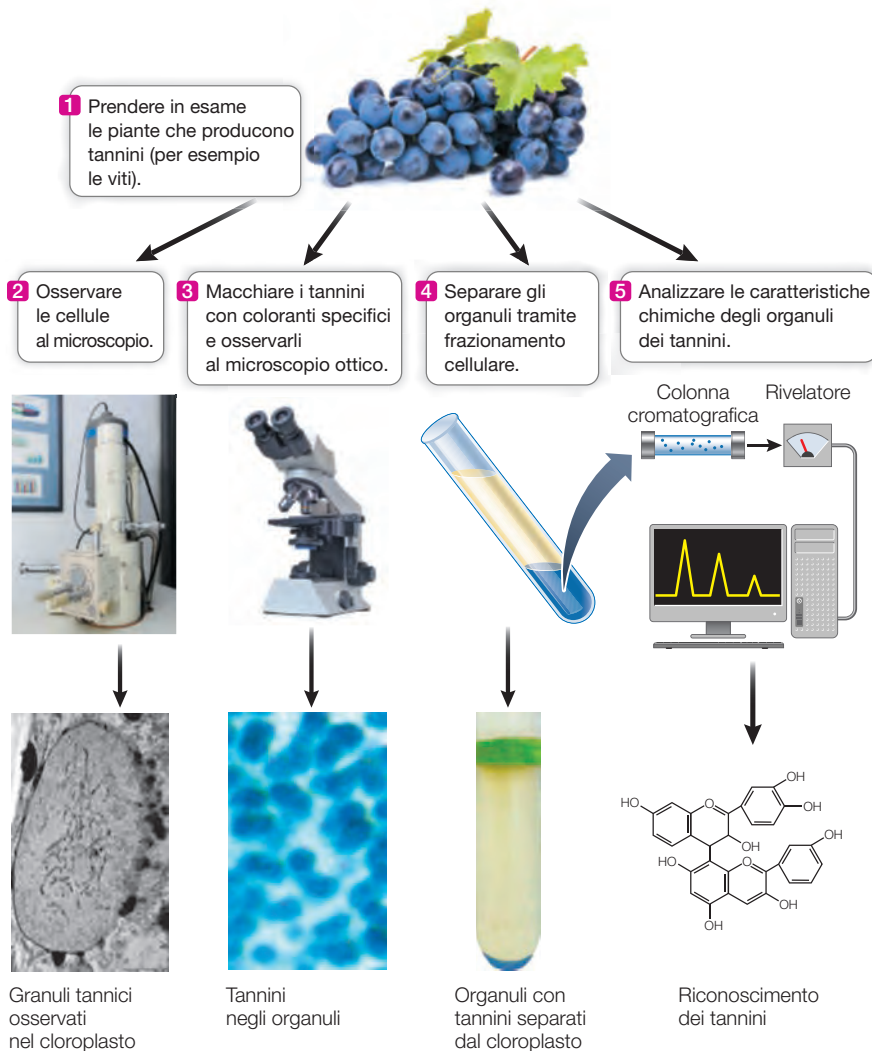 1 Prendere in esame
le piante che producono
tannini (per esempio
le viti).
2 Osservare
le cellule
al microscopio.
3 Macchiare i tannini
con coloranti specifici
e osservarli
al microscopio ottico.
4 Separare gli
organuli tramite
frazionamento
cellulare.
5 Analizzare le caratteristiche
chimiche degli organuli
dei tannini.
Colonna
cromatografica
Rivelatore
OH
HO
O
OH
OH
OH
HO
O
OH
OH
Granuli tannici
osservati
nel cloroplasto
Tannini
negli organuli
Organuli con
tannini separati
dal cloroplasto
Riconoscimento
dei tannini